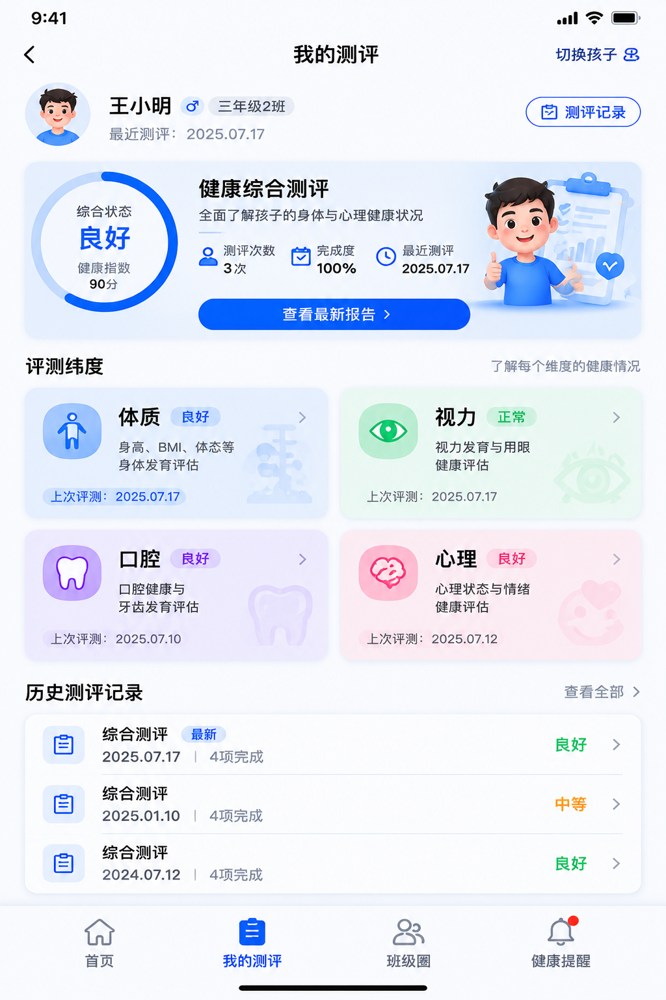 9:41
我的测评
切换孩子
王小明
三年级2班
最近测评：2025.07.17
测评记录
综合状态
良好
健康指数
90分
健康综合测评
全面了解孩子的身体与心理健康状况
测评次数
3次
完成度
100%
最近测评
2025.07.17
查看最新报告
评测纬度
了解每个维度的健康情况
体质
良好
身高、BMI、体态等
身体发育评估
上次评测：2025.07.17
视力
正常
视力发育与用眼
健康评估
上次评测：2025.07.17
口腔
良好
口腔健康与
牙齿发育评估
上次评测：2025.07.10
心理
良好
心理状态与情绪
健康评估
上次评测：2025.07.12
历史测评记录
查看全部
综合测评
最新
2025.07.17 | 4项完成
良好
综合测评
2025.01.10 | 4项完成
中等
综合测评
2024.07.12 | 4项完成
良好
首页
我的测评
班级圈
健康提醒